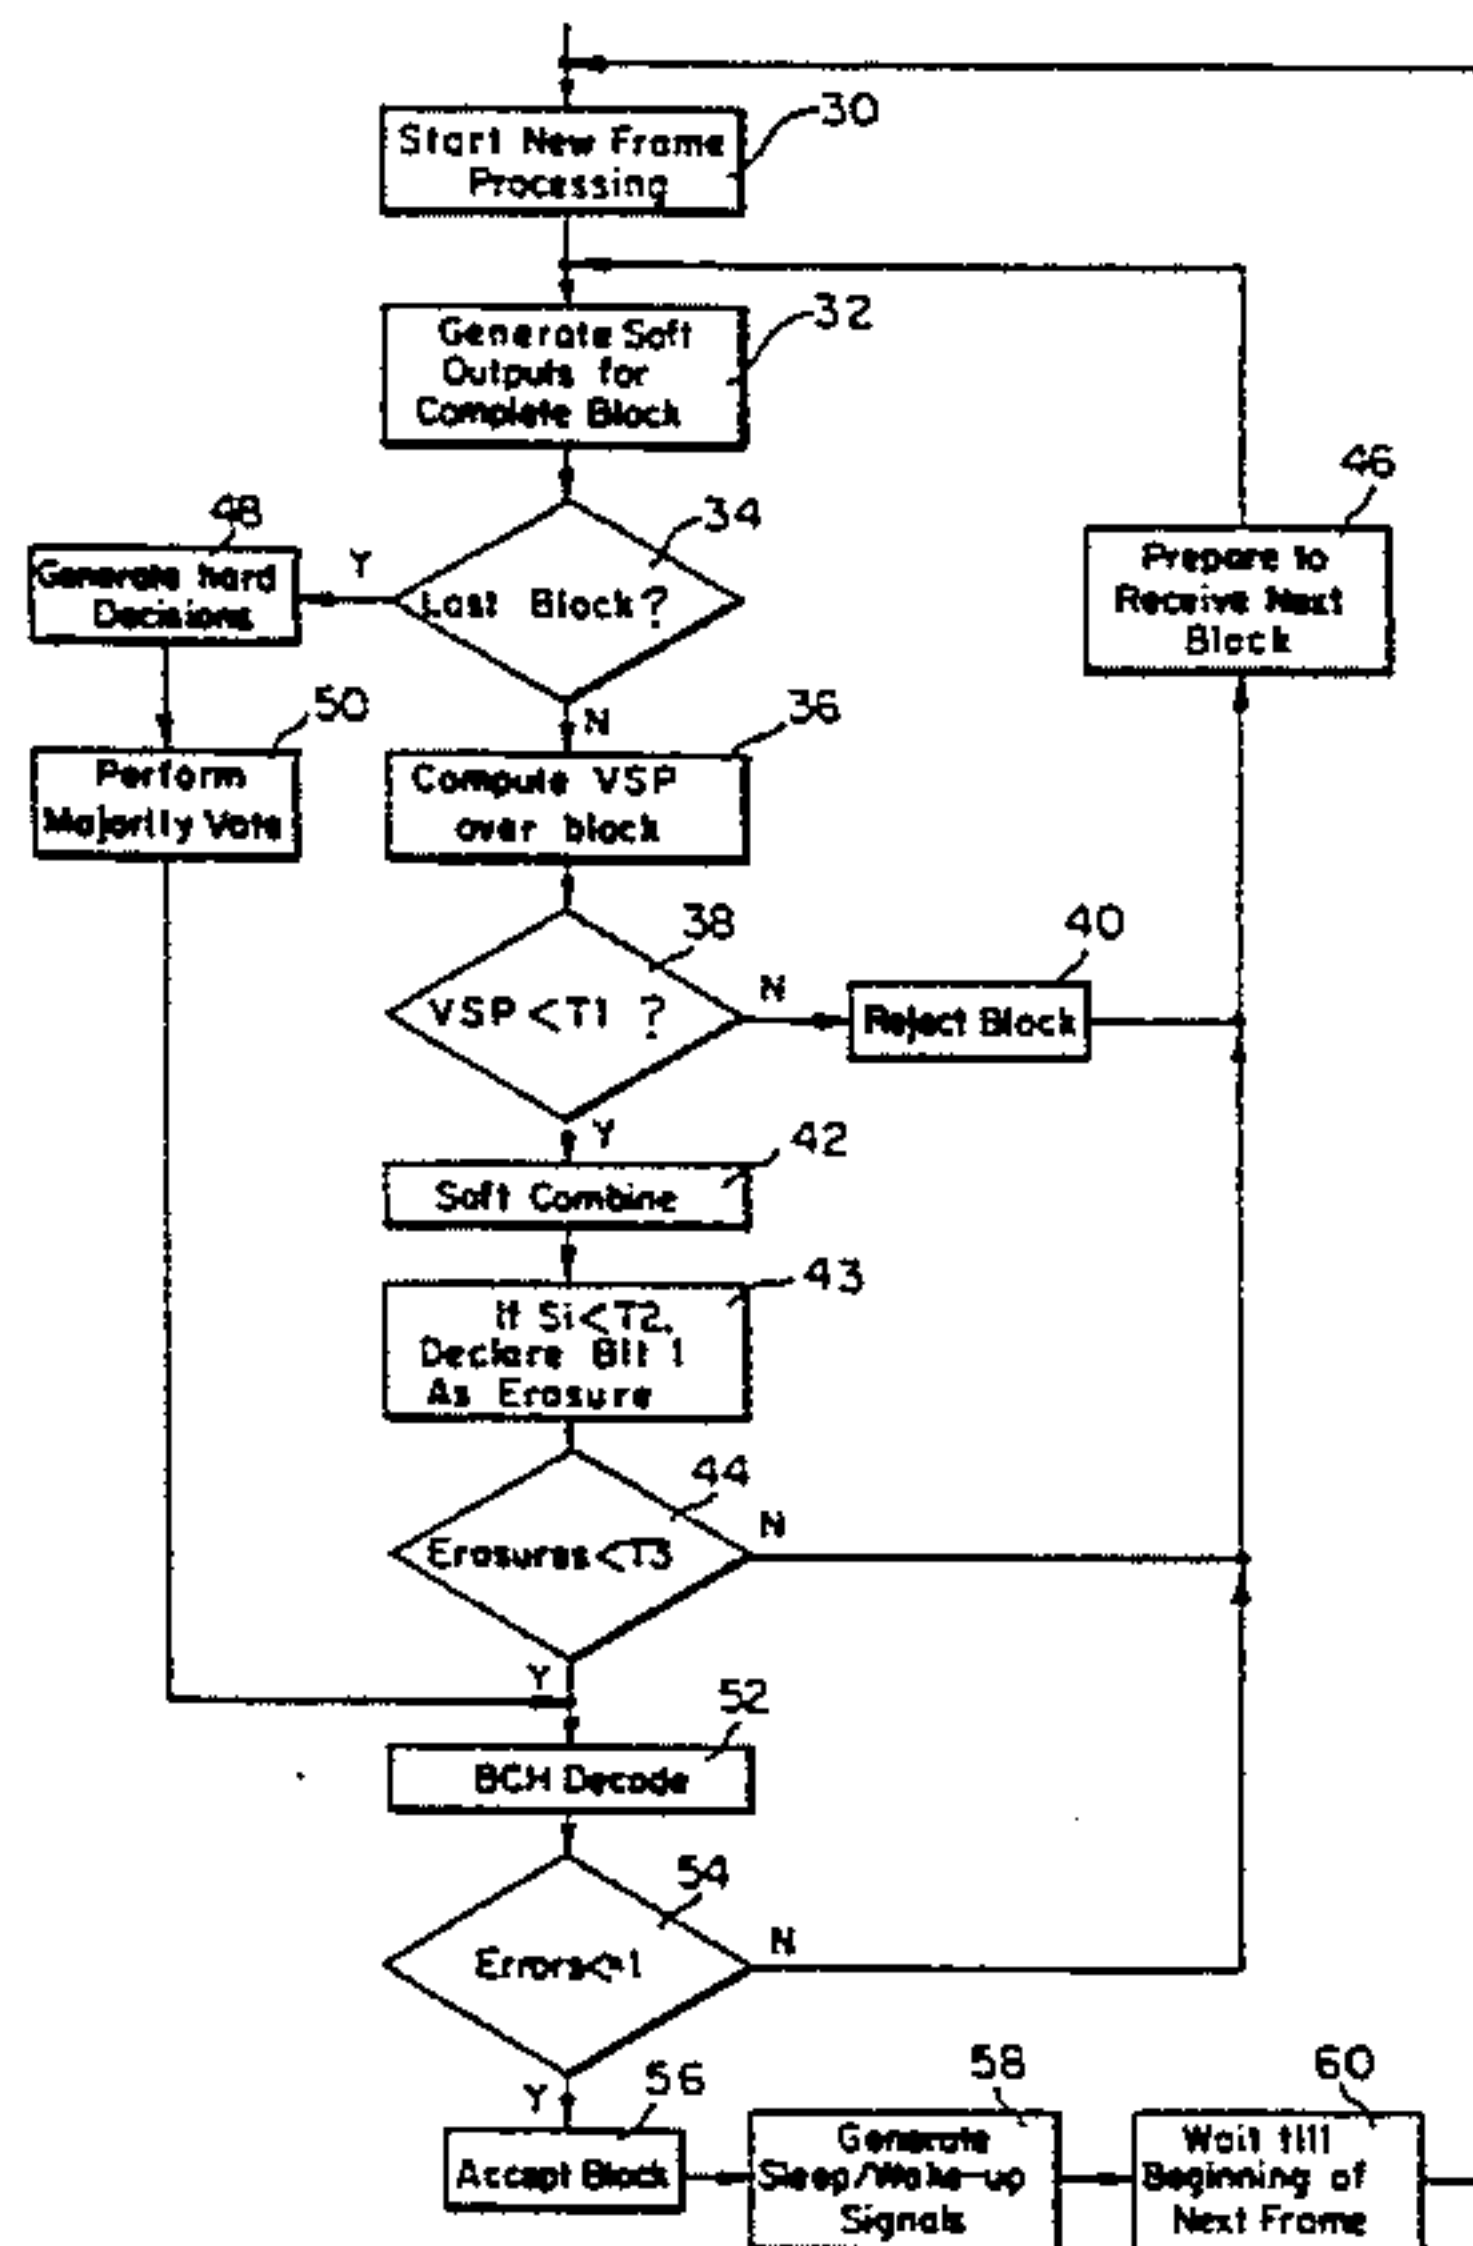 30
Start New Frame
Processing
32
Generate Soft
Outputs for
Complete Block
34
Last Block?
Y
N
48
Generate hard
Decisions
50
Perform
Majority Vote
46
Prepare to
Receive Next
Block
36
Compute VSP
over block
38
VSP <T1 ?
N
Y
40
Reject Block
42
Soft Combine
43
If Si<T2,
Declare Bit i
As Erasure
44
Erasures<T3
N
Y
52
BCH Decode
54
Errors<=1
N
Y
56
Accept Block
58
Generate
Sleep/Wake-up
Signals
60
Wait till
Beginning of
Next Frame